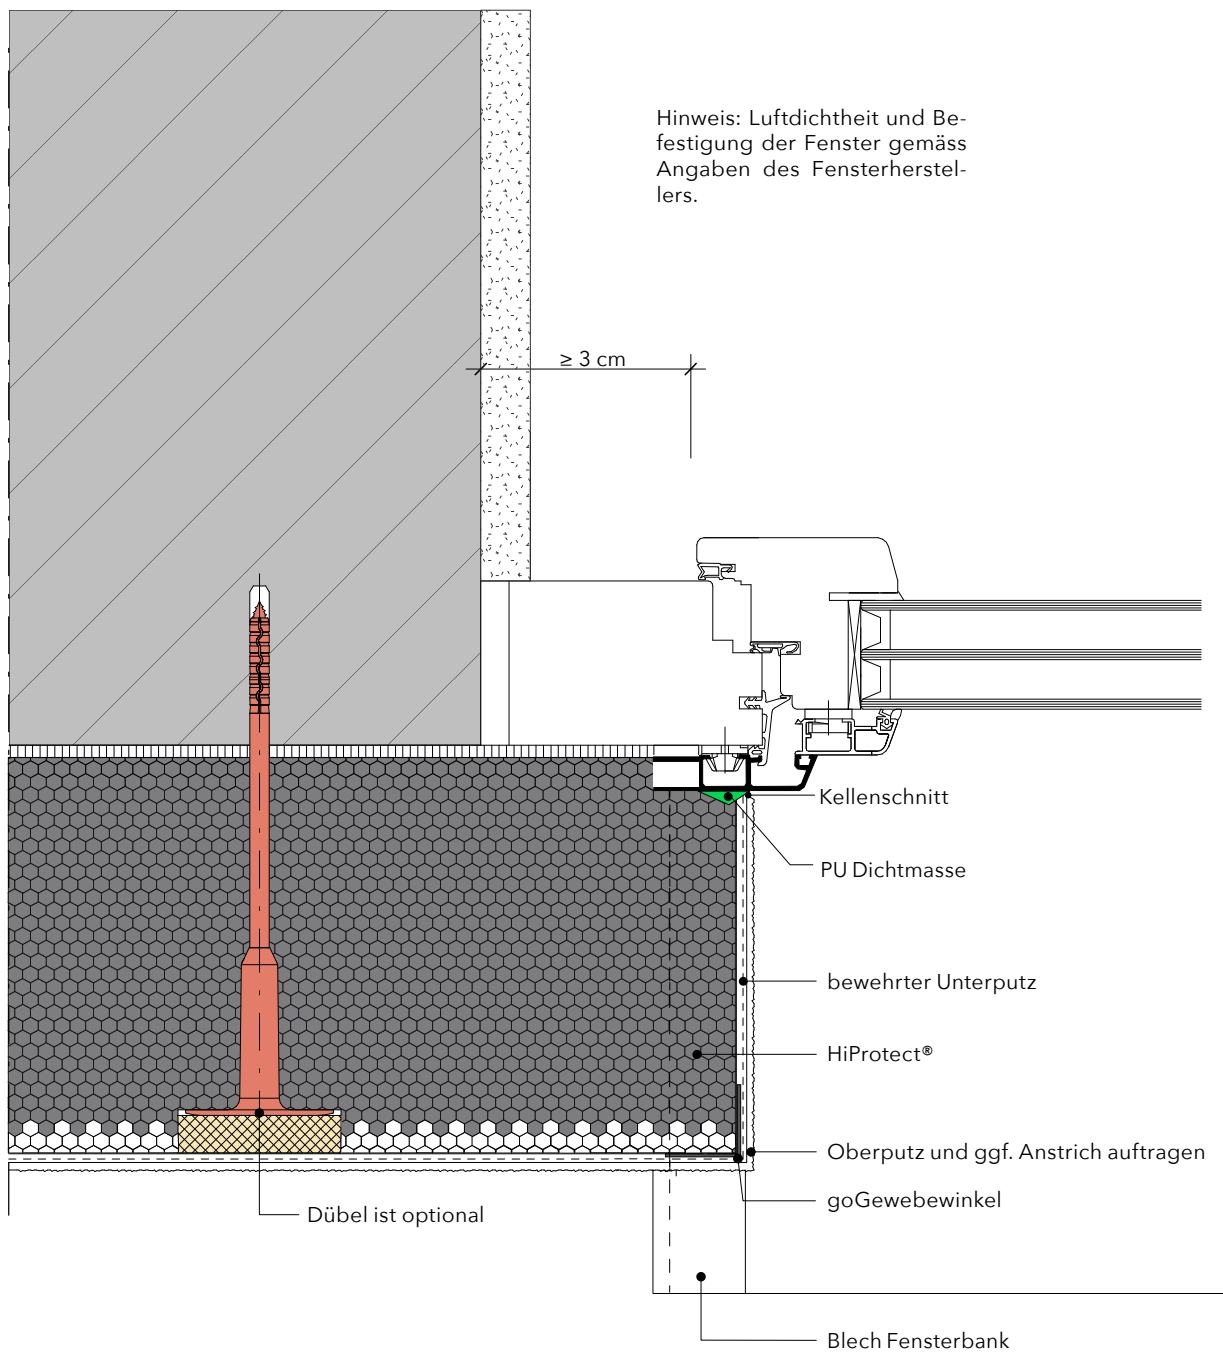 Hinweis: Luftdichtheit und Be-
festigung der Fenster gemäss
Angaben des Fensterherstel-
lers.
≥ 3 cm
Kellenschnitt
PU Dichtmasse
bewehrter Unterputz
HiProtect®
Oberputz und ggf. Anstrich auftragen
goGewebewinkel
Dübel ist optional
Blech Fensterbank